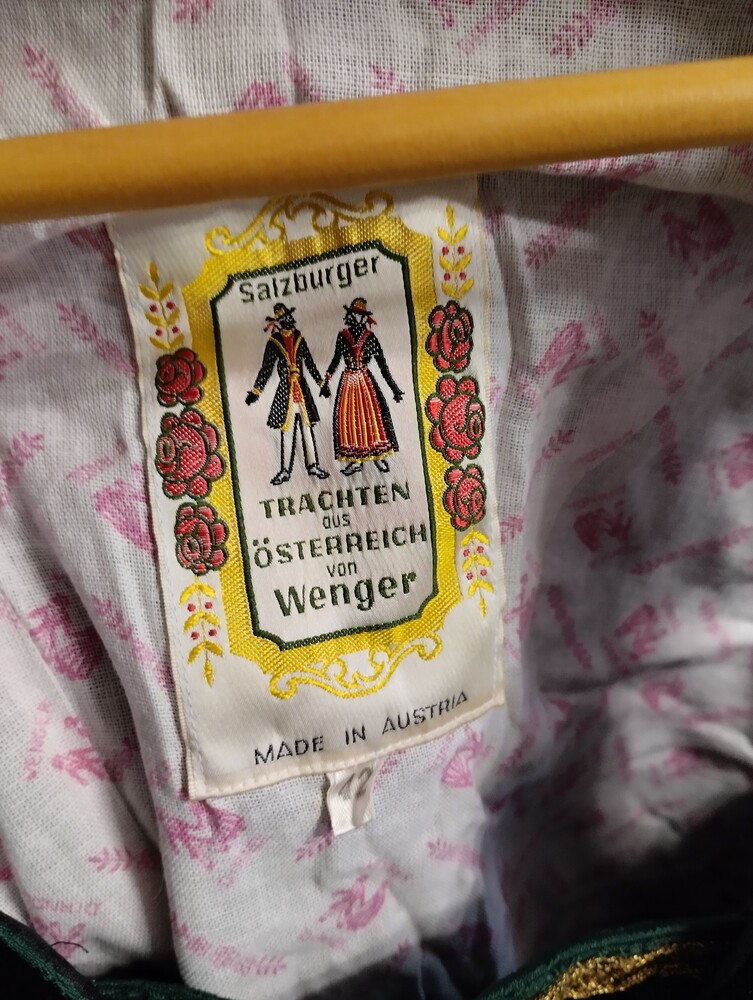 Salzburger
TRACHTEN
aus
ÖSTERREICH
von
Wenger
MADE IN AUSTRIA
42